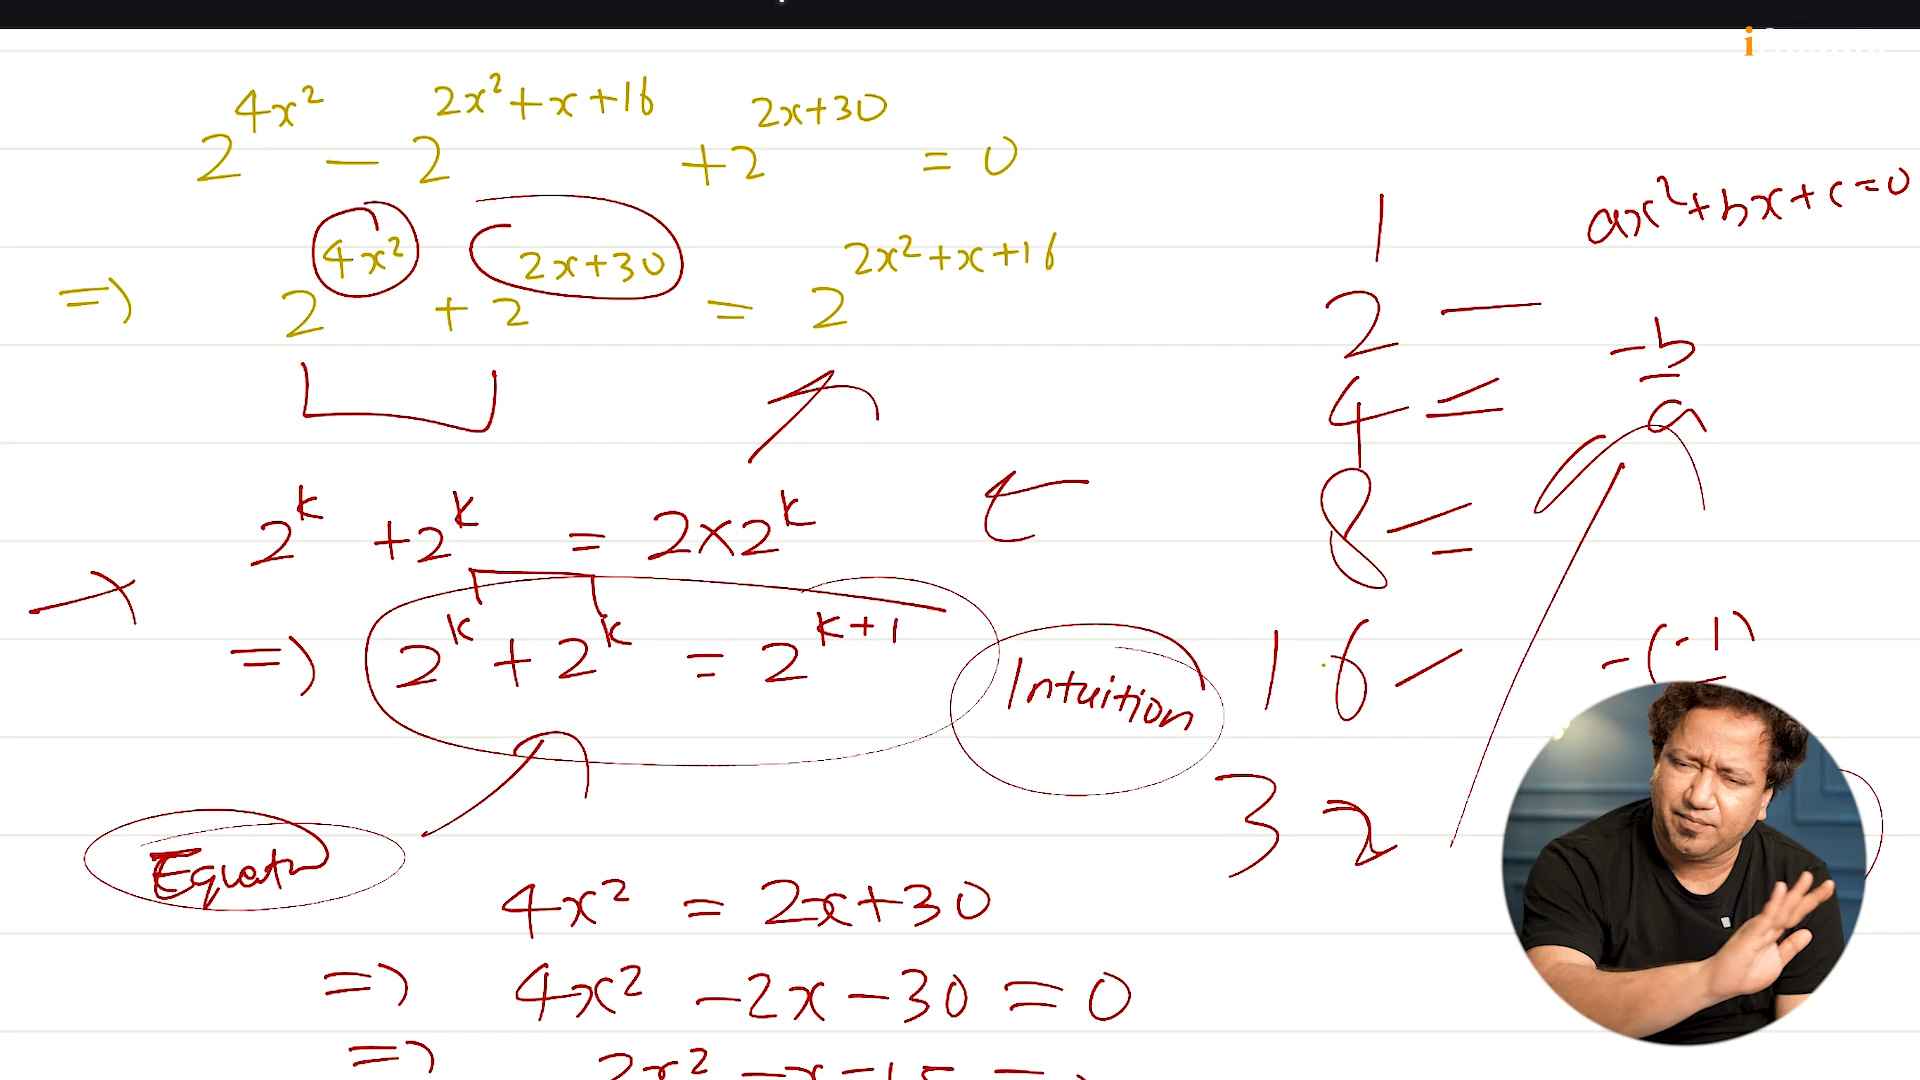 2^{4x²} − 2^{2x²+x+16} + 2^{2x+30} = 0
=> 2^{4x²} + 2^{2x+30} = 2^{2x²+x+16}
2^k + 2^k = 2×2^k
=> 2^k + 2^k = 2^{k+1}
Intuition
4x² = 2x+30
=> 4x² −2x −30 = 0
=> 2x² −x −15 =
ax²+bx+c=0
1
2 —
4 =
8 =
16 —
32
−b/a
−(−1)
i